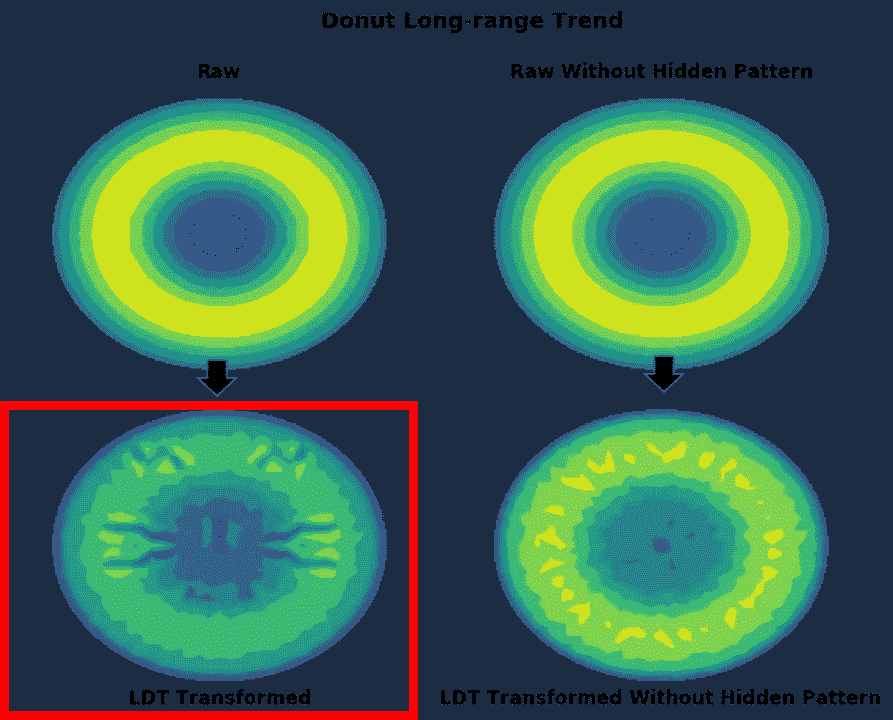 Donut Long-range Trend
Raw
Raw Without Hidden Pattern
LDT Transformed
LDT Transformed Without Hidden Pattern